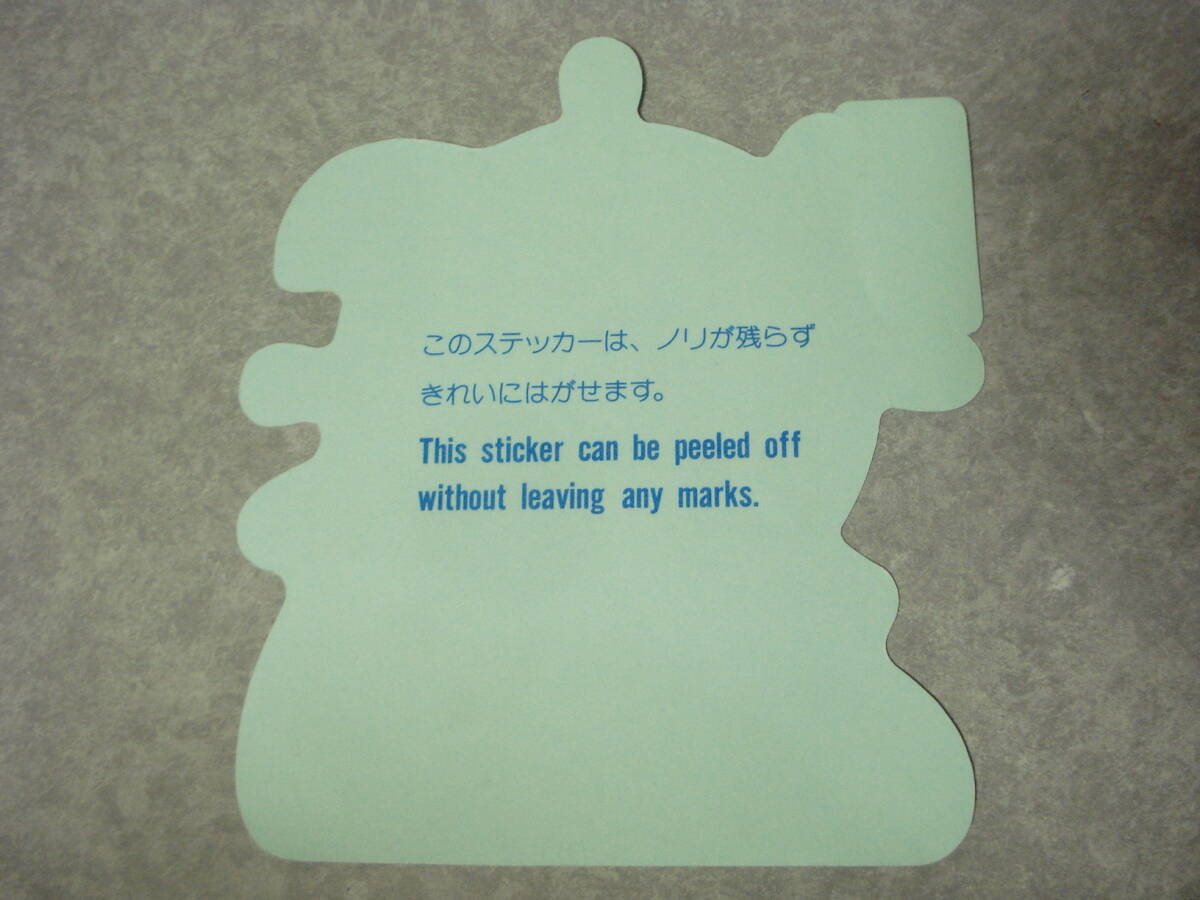 このステッカーは、ノリが残らず
きれいにはがせます。
This sticker can be peeled off
without leaving any marks.